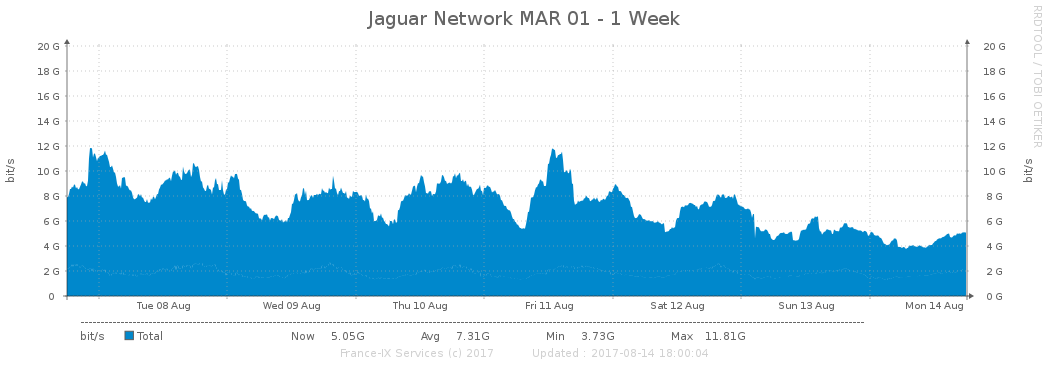 Jaguar Network MAR 01 - 1 Week
RRDTOOL / TOBI OETIKER
bit/s
bit/s
20 G 20 G
18 G 18 G
16 G 16 G
14 G 14 G
12 G 12 G
10 G 10 G
8 G 8 G
6 G 6 G
4 G 4 G
2 G 2 G
0 0 G
Tue 08 Aug Wed 09 Aug Thu 10 Aug Fri 11 Aug Sat 12 Aug Sun 13 Aug Mon 14 Aug
bit/s Total Now 5.05G Avg 7.31G Min 3.73G Max 11.81G
France-IX Services (c) 2017 Updated : 2017-08-14 18:00:04